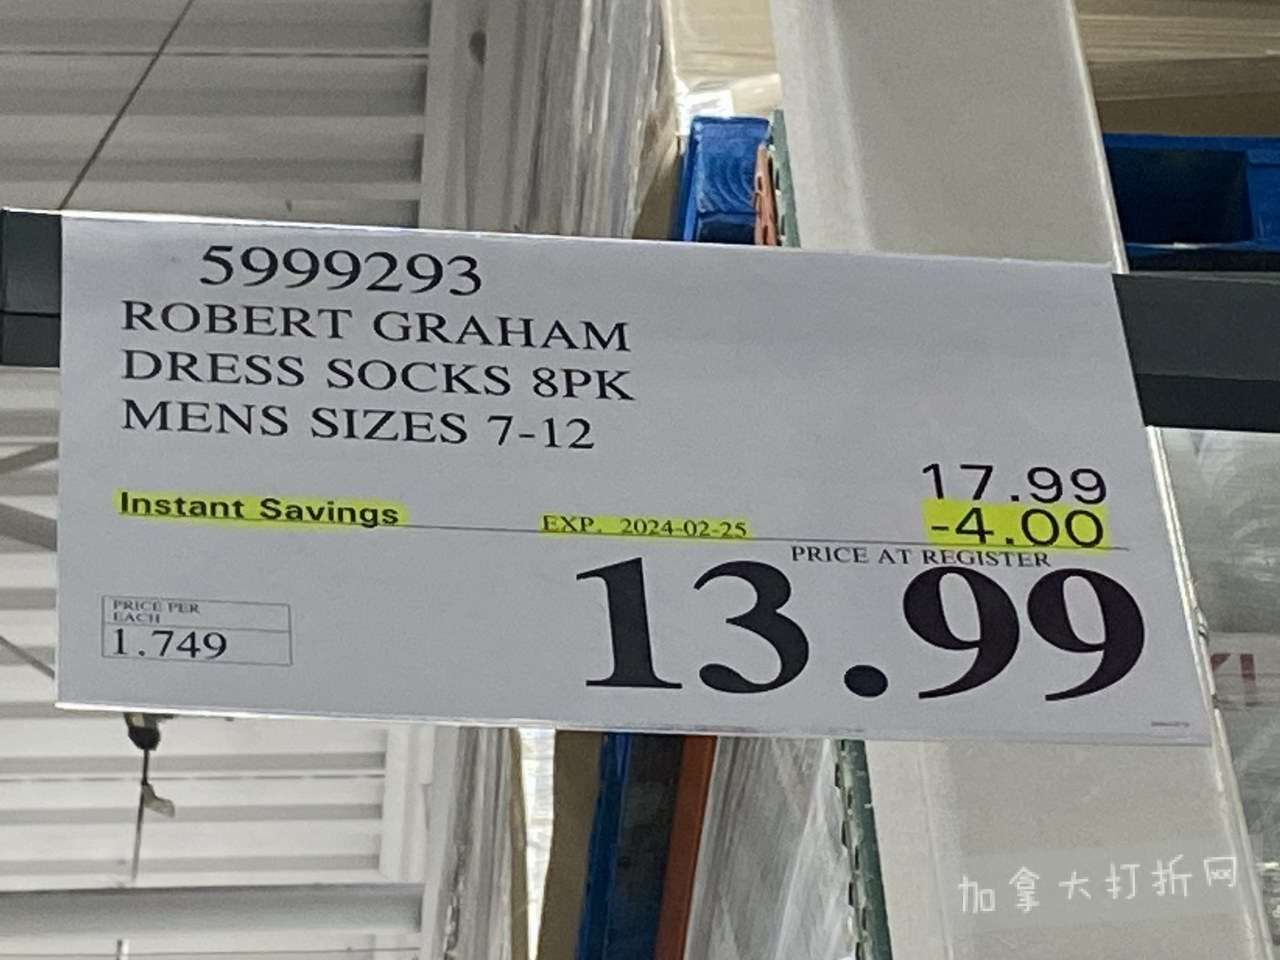 5999293
ROBERT GRAHAM
DRESS SOCKS 8PK
MENS SIZES 7-12
17.99
Instant Savings EXP. 2024-02-25 -4.00
PRICE AT REGISTER
13.99
PRICE PER
EACH
1.749
加拿大打折网